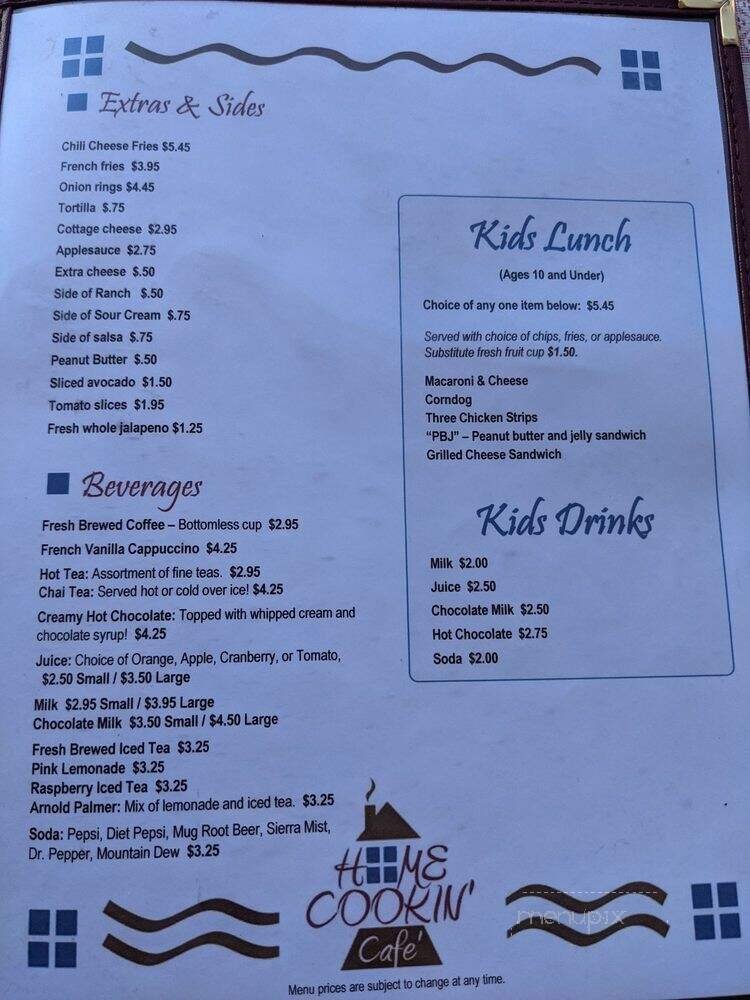 Extras & Sides
Chili Cheese Fries $5.45
French fries $3.95
Onion rings $4.45
Tortilla $.75
Cottage cheese $2.95
Applesauce $2.75
Extra cheese $.50
Side of Ranch $.50
Side of Sour Cream $.75
Side of salsa $.75
Peanut Butter $.50
Sliced avocado $1.50
Tomato slices $1.95
Fresh whole jalapeno $1.25
Beverages
Fresh Brewed Coffee – Bottomless cup $2.95
French Vanilla Cappuccino $4.25
Hot Tea: Assortment of fine teas. $2.95
Chai Tea: Served hot or cold over ice! $4.25
Creamy Hot Chocolate: Topped with whipped cream and
chocolate syrup! $4.25
Juice: Choice of Orange, Apple, Cranberry, or Tomato,
$2.50 Small / $3.50 Large
Milk $2.95 Small / $3.95 Large
Chocolate Milk $3.50 Small / $4.50 Large
Fresh Brewed Iced Tea $3.25
Pink Lemonade $3.25
Raspberry Iced Tea $3.25
Arnold Palmer: Mix of lemonade and iced tea. $3.25
Soda: Pepsi, Diet Pepsi, Mug Root Beer, Sierra Mist,
Dr. Pepper, Mountain Dew $3.25
Kids Lunch
(Ages 10 and Under)
Choice of any one item below: $5.45
Served with choice of chips, fries, or applesauce.
Substitute fresh fruit cup $1.50.
Macaroni & Cheese
Corndog
Three Chicken Strips
“PBJ” – Peanut butter and jelly sandwich
Grilled Cheese Sandwich
Kids Drinks
Milk $2.00
Juice $2.50
Chocolate Milk $2.50
Hot Chocolate $2.75
Soda $2.00
HOME
COOKIN'
Cafe'
menupix
Menu prices are subject to change at any time.